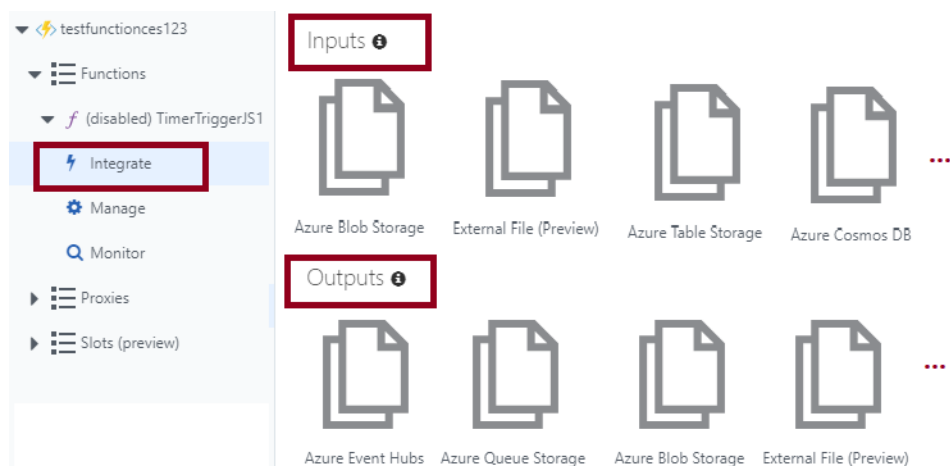 testfunctionces123
Functions
f (disabled) TimerTriggerJS1
Integrate
Manage
Monitor
Proxies
Slots (preview)
Inputs
Azure Blob Storage External File (Preview) Azure Table Storage Azure Cosmos DB
...
Outputs
Azure Event Hubs Azure Queue Storage Azure Blob Storage External File (Preview)
...